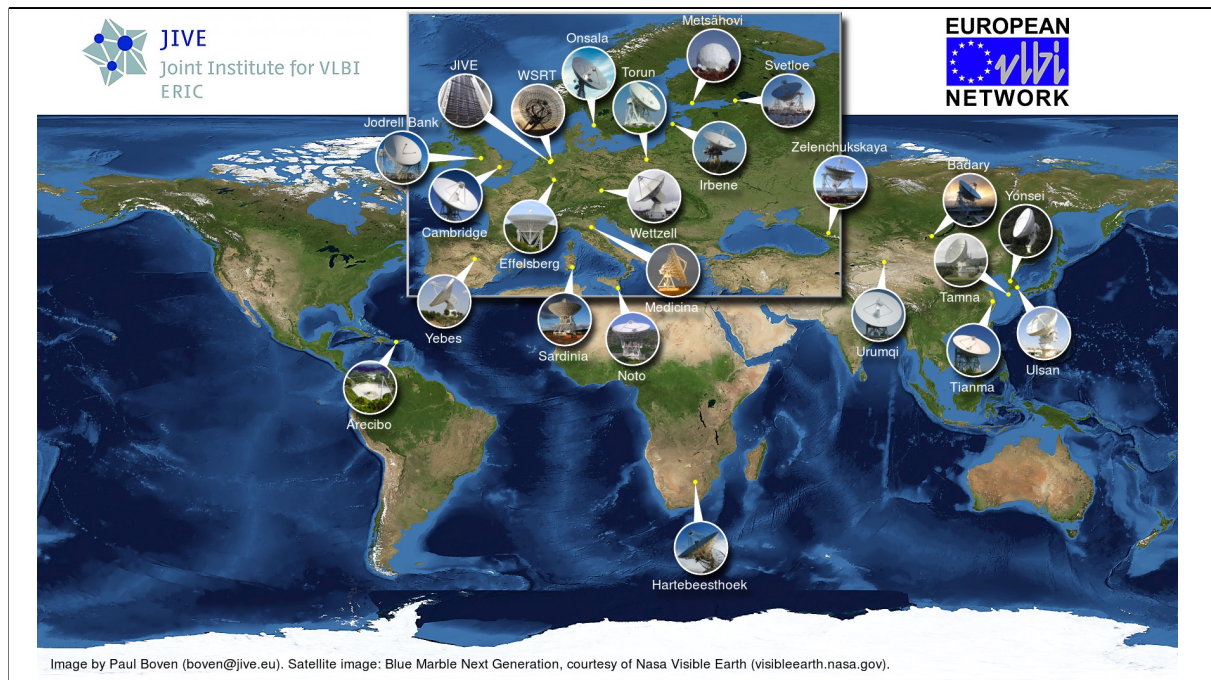 JIVE
Joint Institute for VLBI
ERIC
EUROPEAN
vlbi
NETWORK
Metsähovi
Onsala
JIVE
WSRT
Torun
Svetloe
Jodrell Bank
Zelenchukskaya
Badary
Irbene
Yonsei
Cambridge
Wettzell
Effelsberg
Tamna
Medicina
Yebes
Sardinia
Noto
Urumqi
Ulsan
Tianma
Arecibo
Hartebeesthoek
Image by Paul Boven (boven@jive.eu). Satellite image: Blue Marble Next Generation, courtesy of Nasa Visible Earth (visibleearth.nasa.gov).